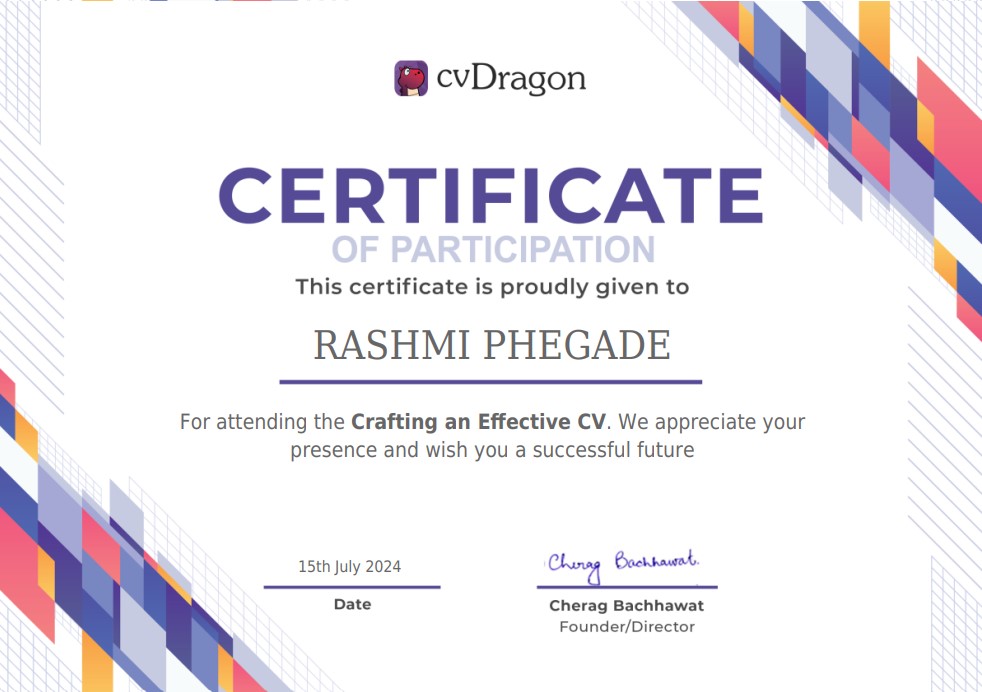 cvDragon
CERTIFICATE
OF PARTICIPATION
This certificate is proudly given to
RASHMI PHEGADE
For attending the Crafting an Effective CV. We appreciate your
presence and wish you a successful future
15th July 2024
Date
Cherag Bachhawat.
Cherag Bachhawat
Founder/Director